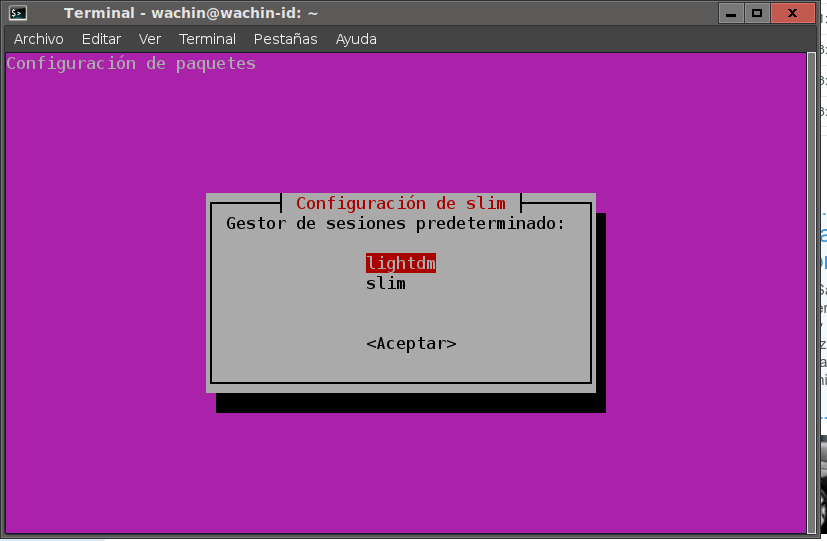 Terminal - wachin@wachin-id: ~
Archivo Editar Ver Terminal Pestañas Ayuda
Configuración de paquetes
Configuración de slim
Gestor de sesiones predeterminado:
lightdm
slim
<Aceptar>